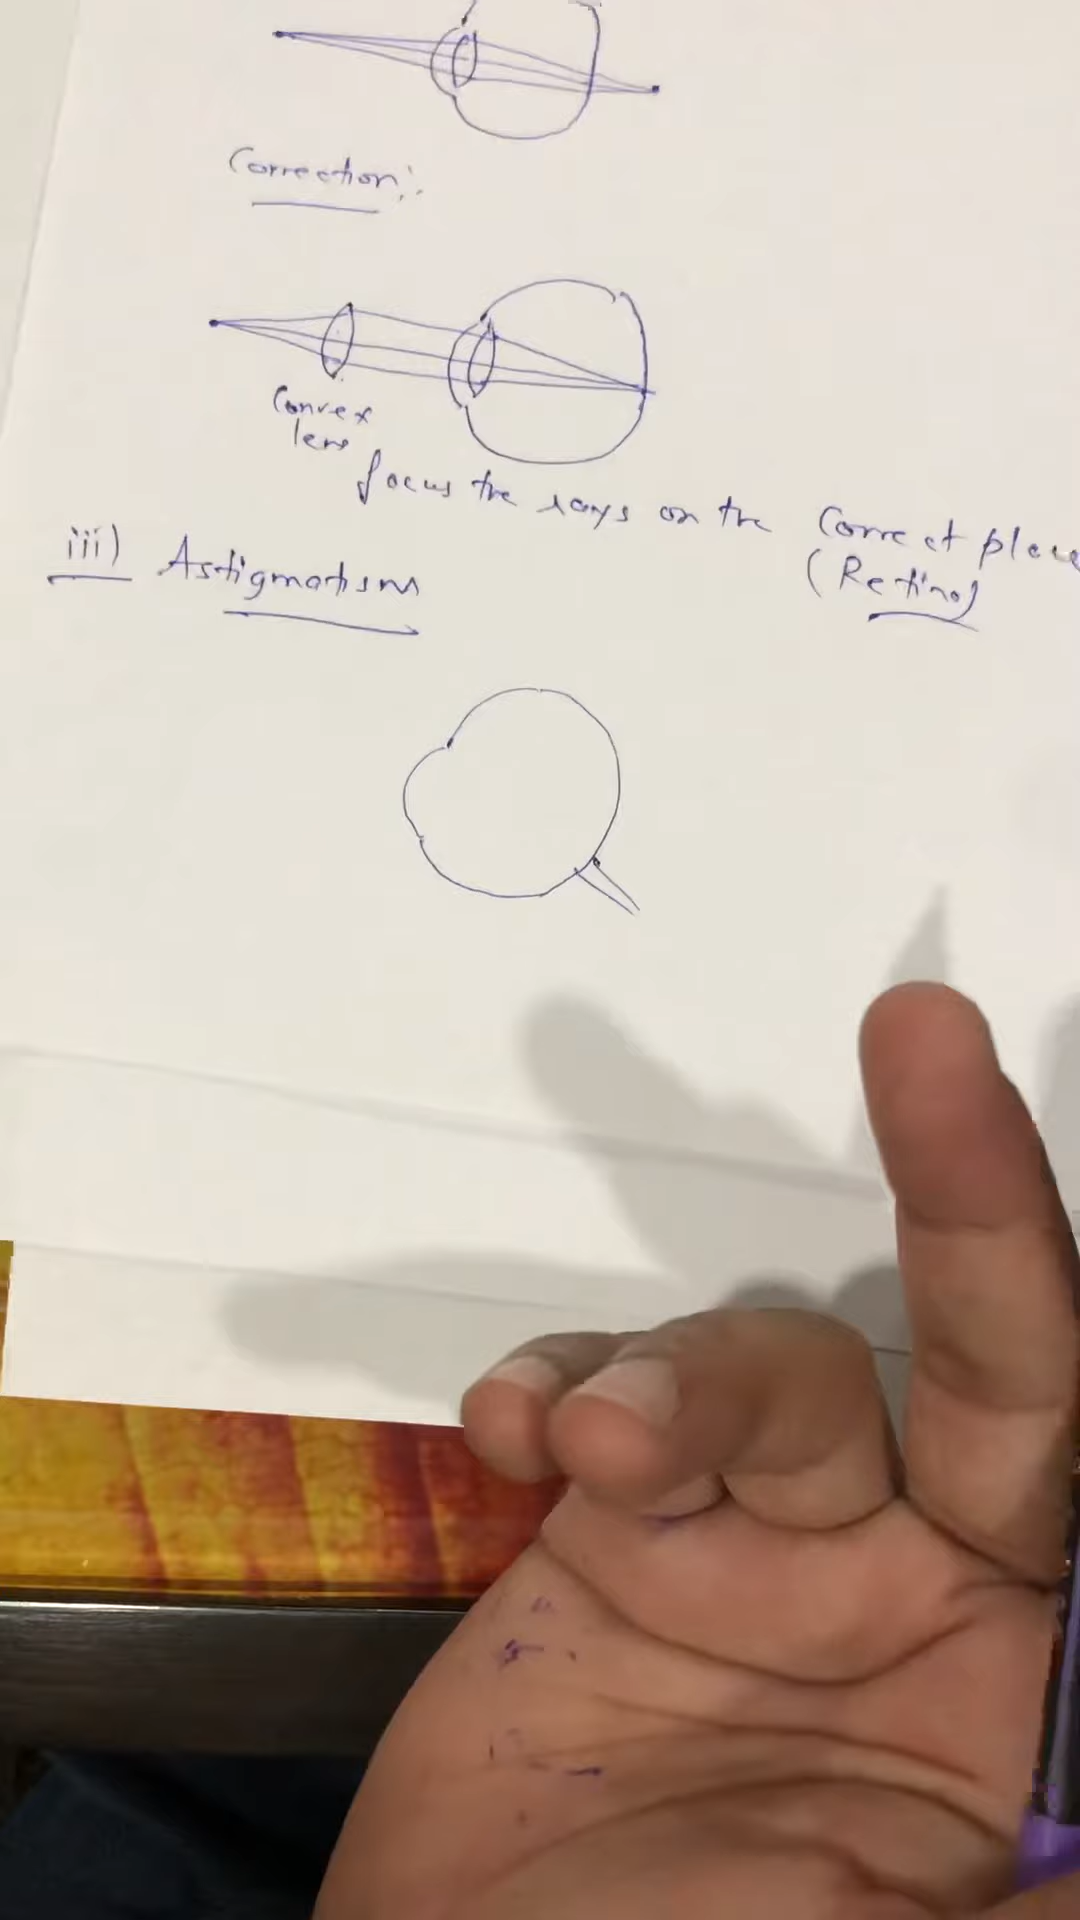 Correction:
Convex
lens
focus the rays on the Correct place
(Retina)
iii) Astigmatism